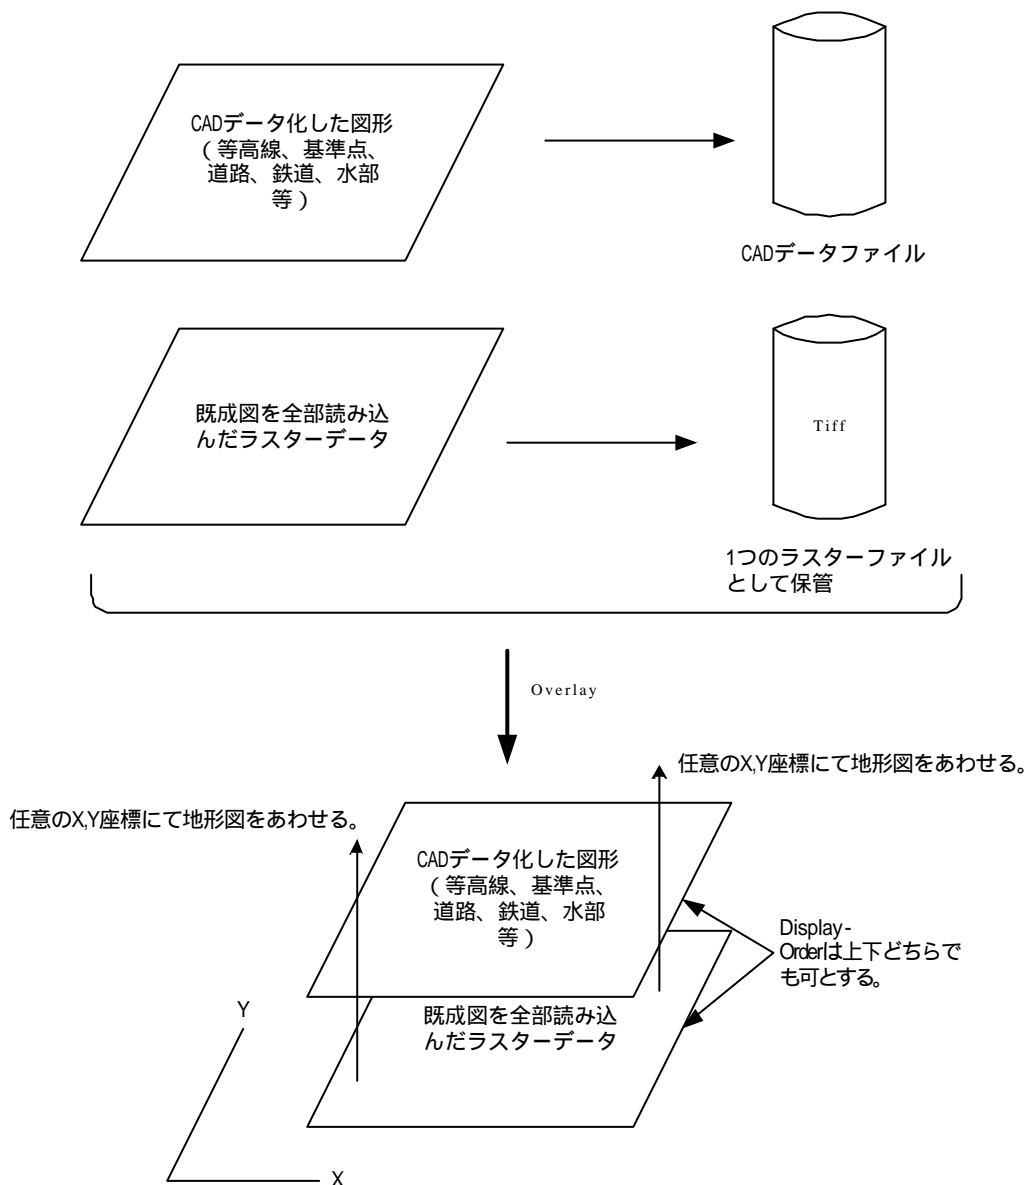 CADデータ化した図形
（等高線、基準点、
道路、鉄道、水部
等）
CADデータファイル
既成図を全部読み込
んだラスターデータ
Tiff
1つのラスターファイル
として保管
Overlay
任意のX,Y座標にて地形図をあわせる。
任意のX,Y座標にて地形図をあわせる。
CADデータ化した図形
（等高線、基準点、
道路、鉄道、水部
等）
Display-
Orderは上下どちらで
も可とする。
既成図を全部読み込
んだラスターデータ
Y
X